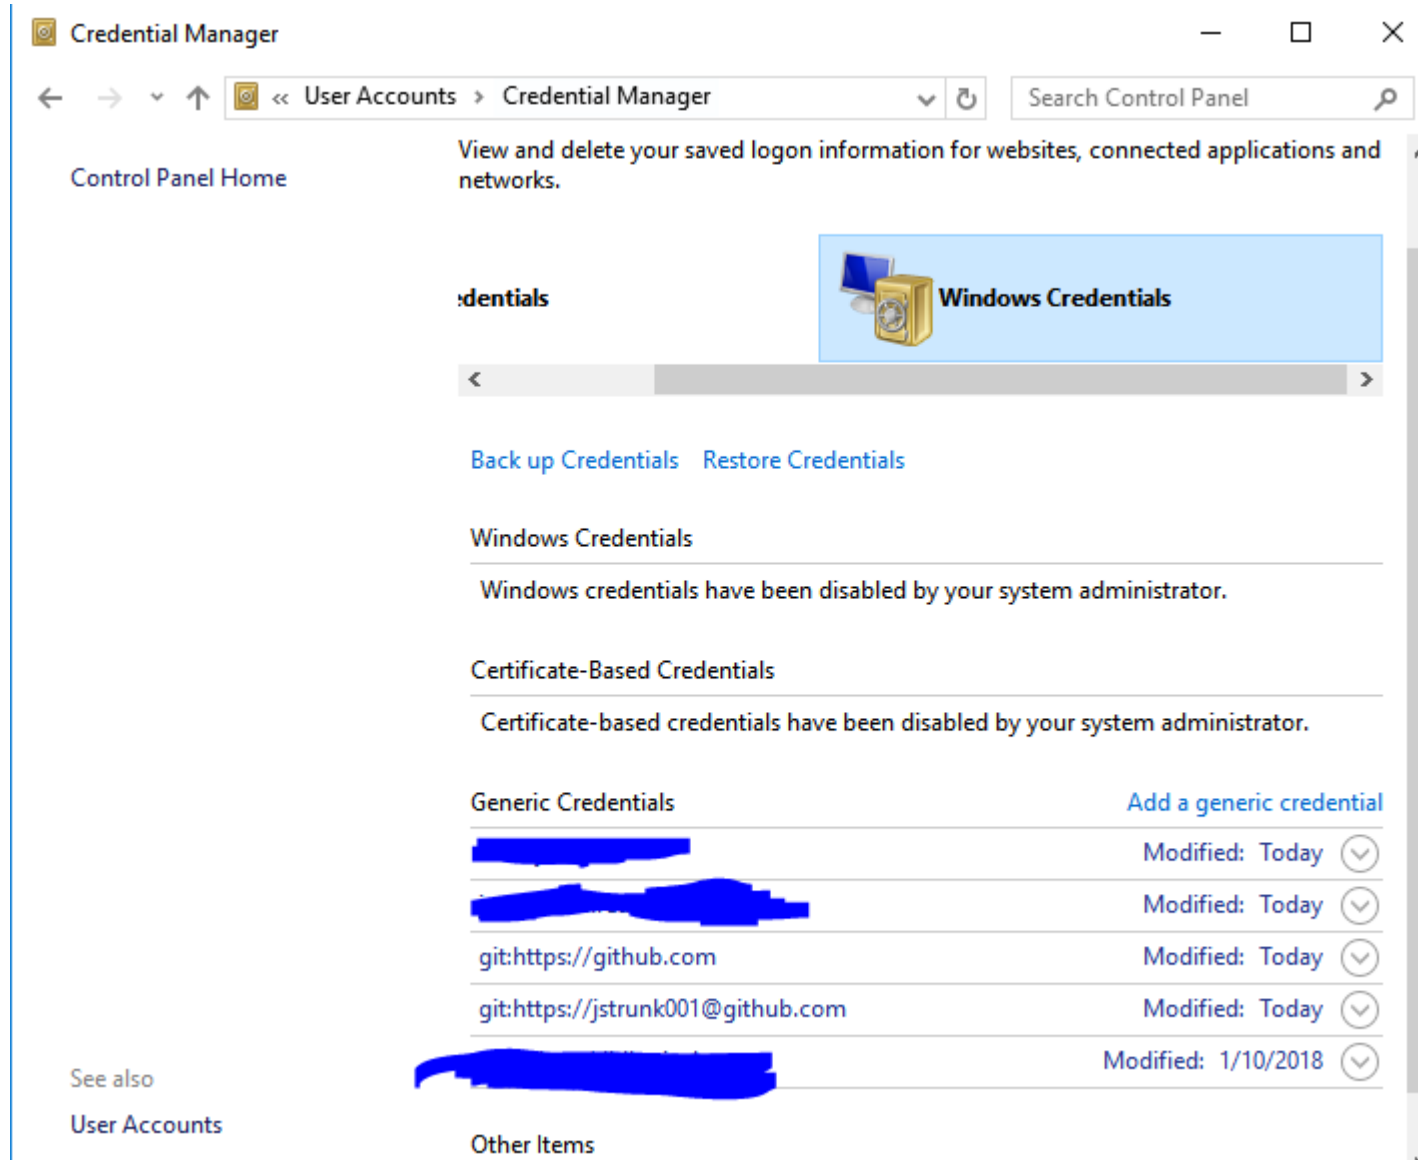 Credential Manager
« User Accounts > Credential Manager
Search Control Panel
Control Panel Home
View and delete your saved logon information for websites, connected applications and
networks.
edentials
Windows Credentials
Back up Credentials Restore Credentials
Windows Credentials
Windows credentials have been disabled by your system administrator.
Certificate-Based Credentials
Certificate-based credentials have been disabled by your system administrator.
Generic Credentials Add a generic credential
Modified: Today
Modified: Today
git:https://github.com Modified: Today
git:https://jstrunk001@github.com Modified: Today
Modified: 1/10/2018
See also
User Accounts
Other Items